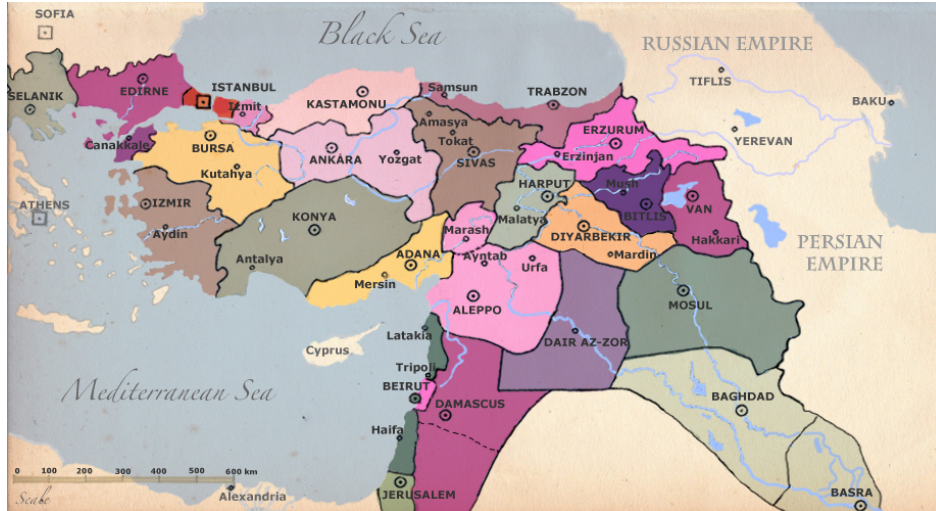 SOFIA
Black Sea
RUSSIAN EMPIRE
TIFLIS
BAKU
SELANIK
EDIRNE
ISTANBUL
Izmit
KASTAMONU
Samsun
TRABZON
Amasya
Tokat
SIVAS
ERZURUM
Erzinjan
YEREVAN
Canakkale
BURSA
Kutahya
ANKARA
Yozgat
HARPUT
Malatya
Mush
BITLIS
VAN
Hakkari
ATHENS
IZMIR
Aydin
KONYA
Antalya
ADANA
Mersin
Marash
Ayntab
Urfa
DIYARBEKIR
Mardin
PERSIAN
EMPIRE
ALEPPO
MOSUL
Latakia
DAIR AZ-ZOR
Cyprus
Tripoli
BEIRUT
DAMASCUS
BAGHDAD
Mediterranean Sea
Haifa
0 100 200 300 400 500 600 km
Scale
Alexandria
JERUSALEM
BASRA